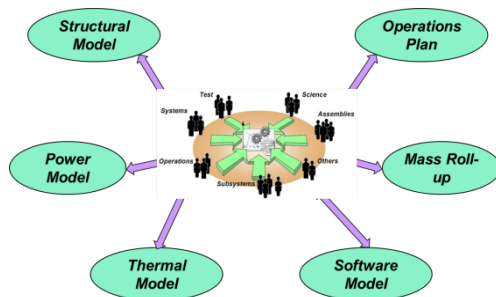 Structural
Model
Operations
Plan
Test
Science
Systems
Assemblies
Power
Model
Operations
Others
Mass Roll-
up
Subsystems
Thermal
Model
Software
Model